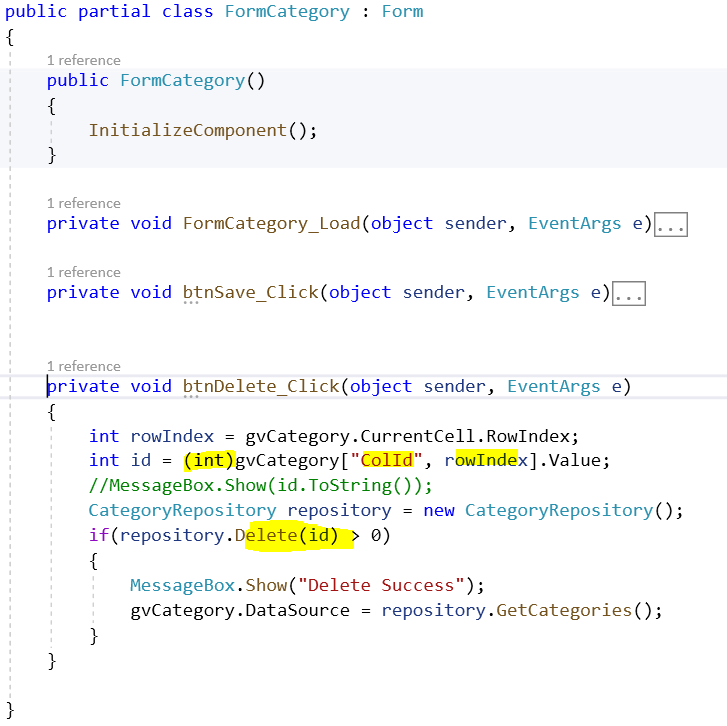 public partial class FormCategory : Form
{
1 reference
public FormCategory()
{
InitializeComponent();
}
1 reference
private void FormCategory_Load(object sender, EventArgs e)...
1 reference
private void btnSave_Click(object sender, EventArgs e)...
1 reference
private void btnDelete_Click(object sender, EventArgs e)
{
int rowIndex = gvCategory.CurrentCell.RowIndex;
int id = (int)gvCategory["ColId", rowIndex].Value;
//MessageBox.Show(id.ToString());
CategoryRepository repository = new CategoryRepository();
if(repository.Delete(id) > 0)
{
MessageBox.Show("Delete Success");
gvCategory.DataSource = repository.GetCategories();
}
}
}